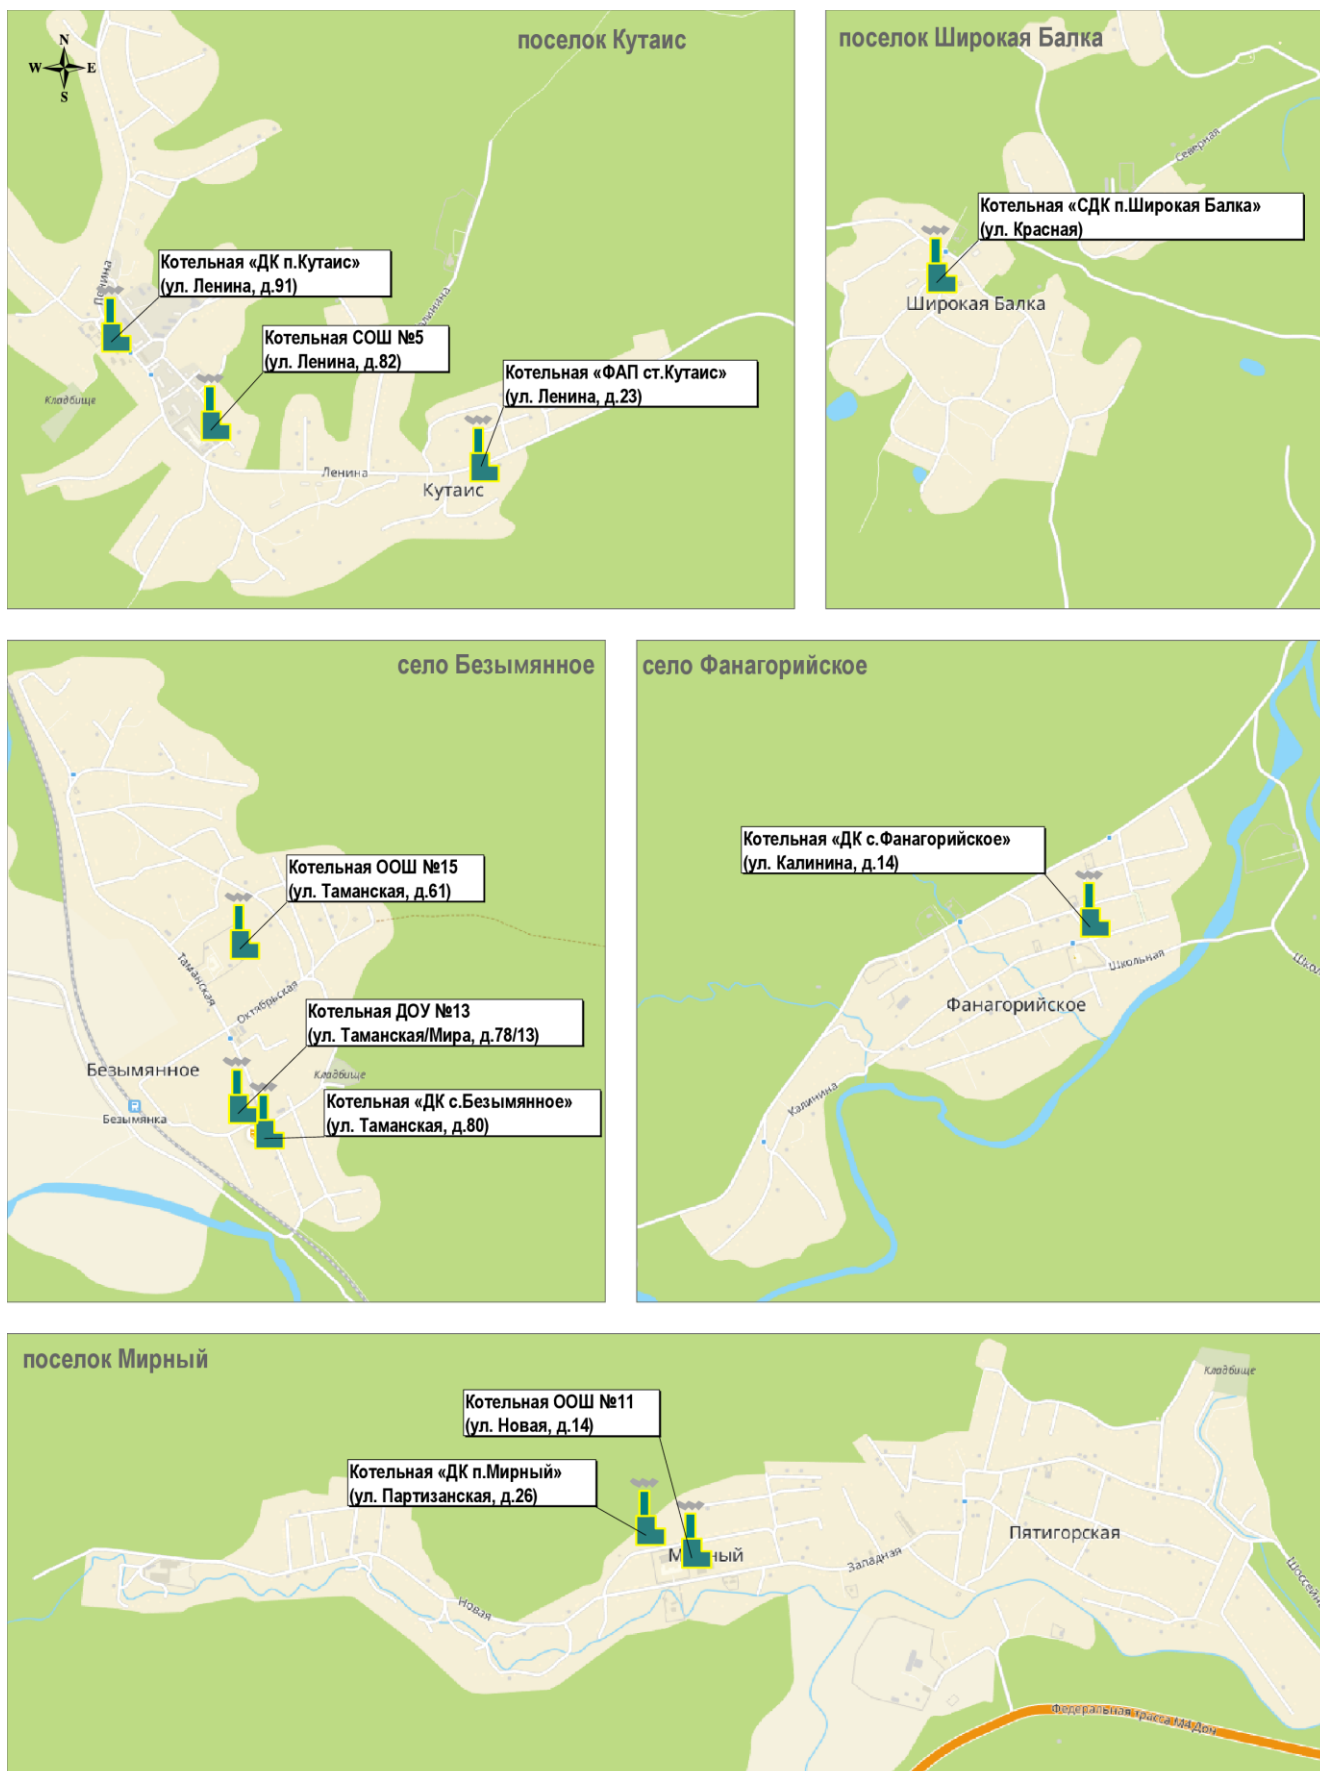 поселок Кутаис
N
W E
S
Ленина
Котельная «ДК п.Кутаис»
(ул. Ленина, д.91)
Котельная СОШ №5
(ул. Ленина, д.82)
Котельная «ФАП ст.Кутаис»
(ул. Ленина, д.23)
Кладбище
Ленина
Кутаис
поселок Широкая Балка
Северная
Котельная «СДК п.Широкая Балка»
(ул. Красная)
Широкая Балка
село Безымянное
Котельная ООШ №15
(ул. Таманская, д.61)
Таманская
Октябрьская
Котельная ДОУ №13
(ул. Таманская/Мира, д.78/13)
Безымянное
Кладбище
Безымянка
Котельная «ДК с.Безымянное»
(ул. Таманская, д.80)
село Фанагорийское
Котельная «ДК с.Фанагорийское»
(ул. Калинина, д.14)
Школьная
Фанагорийское
Калинина
поселок Мирный
Кладбище
Котельная ООШ №11
(ул. Новая, д.14)
Котельная «ДК п.Мирный»
(ул. Партизанская, д.26)
Пятигорская
Западная
Новая
Федеральная трасса М4 Дон